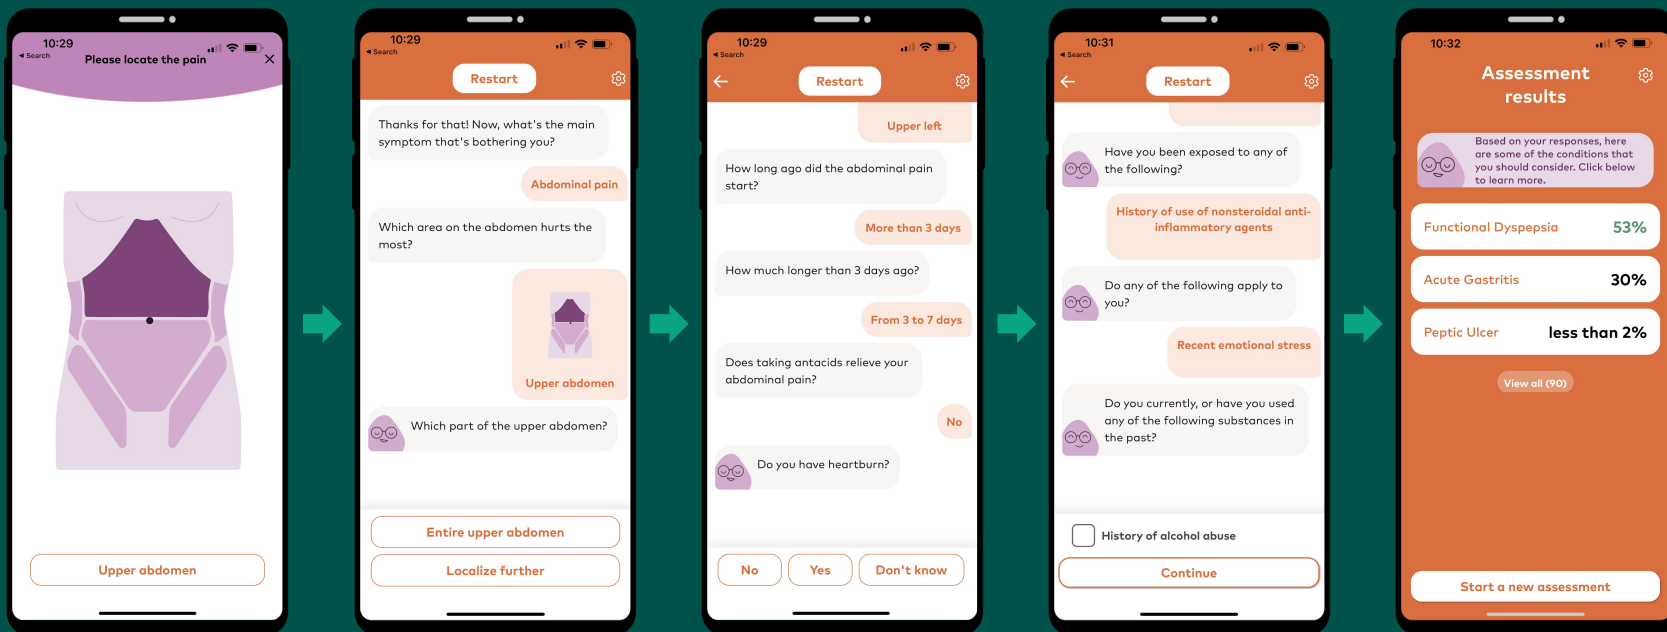 10:29
Search
Please locate the pain
Upper abdomen
10:29
Search
Restart
Thanks for that! Now, what's the main
symptom that's bothering you?
Abdominal pain
Which area on the abdomen hurts the
most?
Upper abdomen
Which part of the upper abdomen?
Entire upper abdomen
Localize further
10:29
Search
Restart
Upper left
How long ago did the abdominal pain
start?
More than 3 days
How much longer than 3 days ago?
From 3 to 7 days
Does taking antacids relieve your
abdominal pain?
No
Do you have heartburn?
No
Yes
Don't know
10:31
Search
Restart
Have you been exposed to any of
the following?
History of use of nonsteroidal anti-
inflammatory agents
Do any of the following apply to
you?
Recent emotional stress
Do you currently, or have you used
any of the following substances in
the past?
History of alcohol abuse
Continue
10:32
Assessment
results
Based on your responses, here
are some of the conditions that
you should consider. Click below
to learn more.
Functional Dyspepsia 53%
Acute Gastritis 30%
Peptic Ulcer less than 2%
View all (90)
Start a new assessment